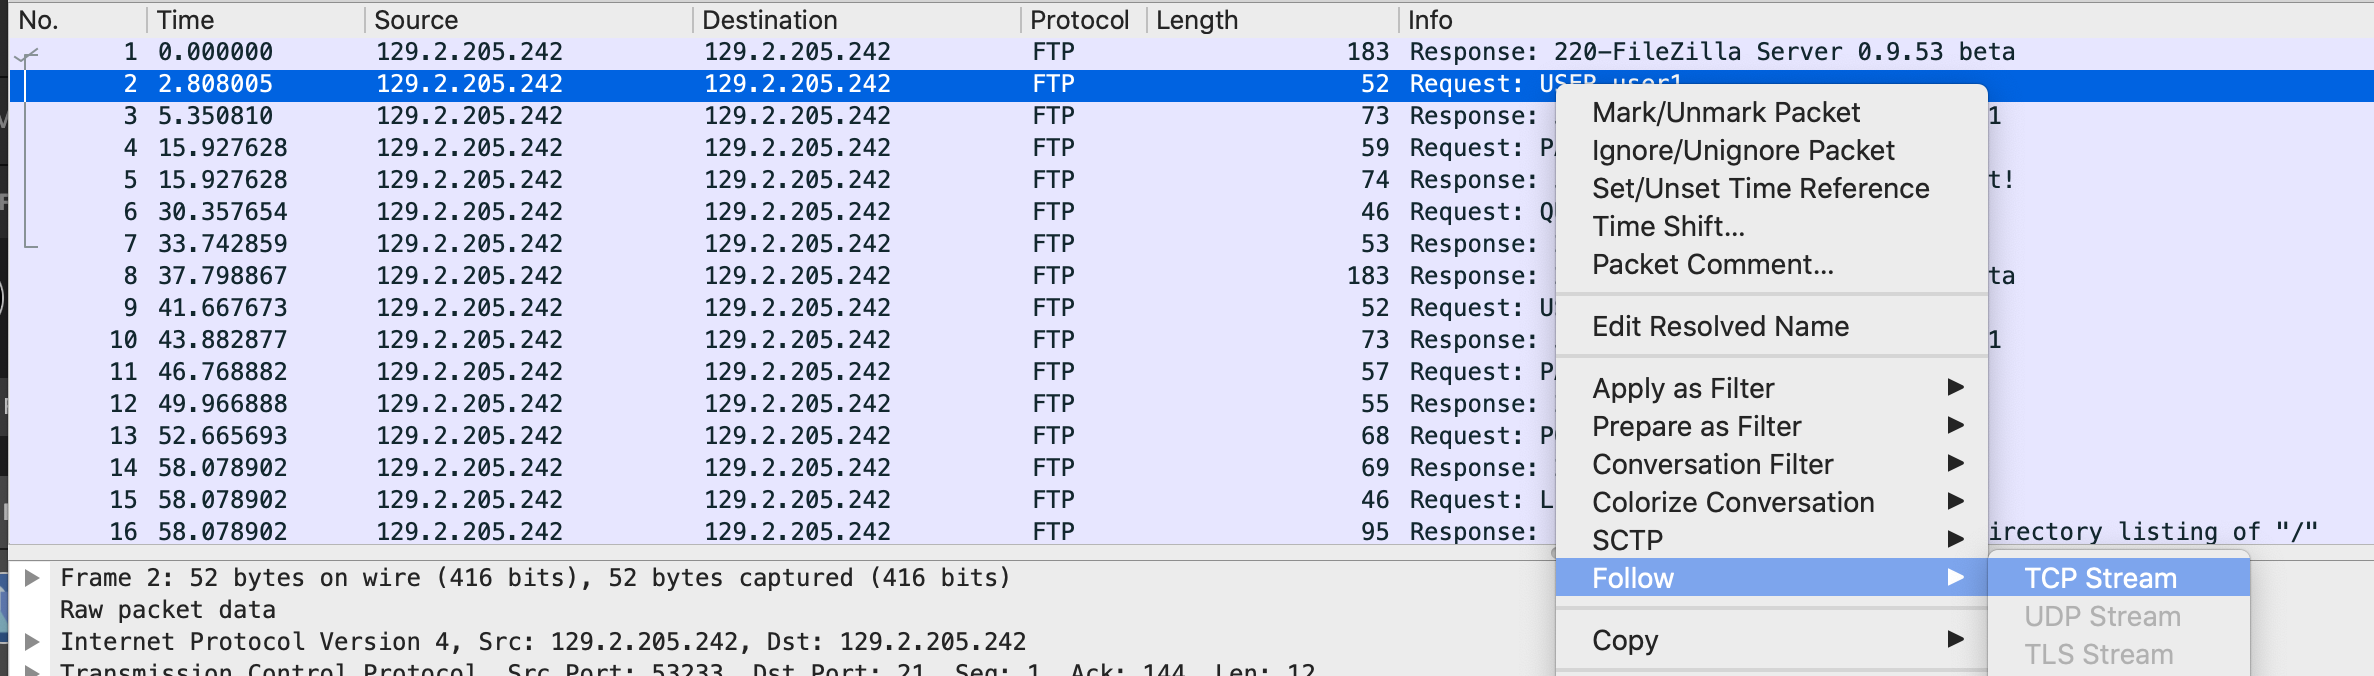 No. Time Source Destination Protocol Length Info
1 0.000000 129.2.205.242 129.2.205.242 FTP 183 Response: 220-FileZilla Server 0.9.53 beta
2 2.808005 129.2.205.242 129.2.205.242 FTP 52 Request: USER user1
3 5.350810 129.2.205.242 129.2.205.242 FTP 73 Response: 1
4 15.927628 129.2.205.242 129.2.205.242 FTP 59 Request: P
5 15.927628 129.2.205.242 129.2.205.242 FTP 74 Response: t!
6 30.357654 129.2.205.242 129.2.205.242 FTP 46 Request: Q
7 33.742859 129.2.205.242 129.2.205.242 FTP 53 Response:
8 37.798867 129.2.205.242 129.2.205.242 FTP 183 Response: ta
9 41.667673 129.2.205.242 129.2.205.242 FTP 52 Request: U
10 43.882877 129.2.205.242 129.2.205.242 FTP 73 Response: 1
11 46.768882 129.2.205.242 129.2.205.242 FTP 57 Request: P
12 49.966888 129.2.205.242 129.2.205.242 FTP 55 Response:
13 52.665693 129.2.205.242 129.2.205.242 FTP 68 Request: P
14 58.078902 129.2.205.242 129.2.205.242 FTP 69 Response:
15 58.078902 129.2.205.242 129.2.205.242 FTP 46 Request: L
16 58.078902 129.2.205.242 129.2.205.242 FTP 95 Response: irectory listing of "/"
Mark/Unmark Packet
Ignore/Unignore Packet
Set/Unset Time Reference
Time Shift...
Packet Comment...
Edit Resolved Name
Apply as Filter
Prepare as Filter
Conversation Filter
Colorize Conversation
SCTP
Follow
Copy
TCP Stream
UDP Stream
TLS Stream
Frame 2: 52 bytes on wire (416 bits), 52 bytes captured (416 bits)
Raw packet data
Internet Protocol Version 4, Src: 129.2.205.242, Dst: 129.2.205.242
Transmission Control Protocol, Src Port: 53233, Dst Port: 21, Seq: 1, Ack: 144, Len: 12